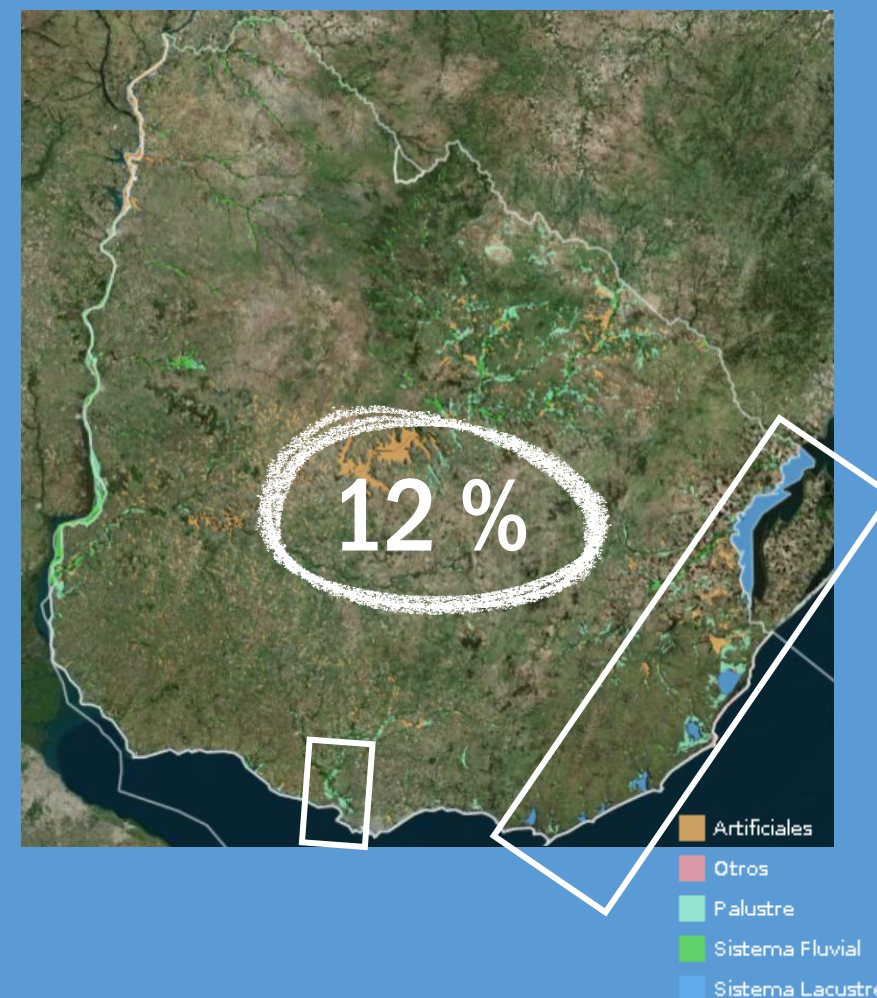 12 %
Artificiales
Otros
Palustre
Sistema Fluvial
Sistema Lacustre